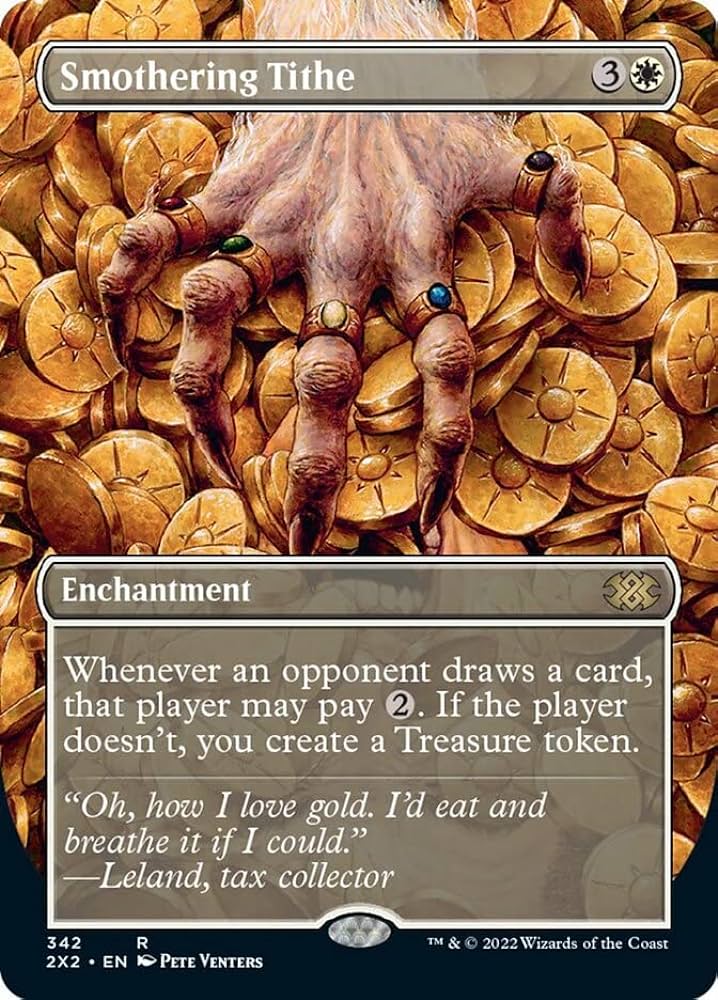 Smothering Tithe 3
Enchantment
Whenever an opponent draws a card,
that player may pay 2. If the player
doesn't, you create a Treasure token.
“Oh, how I love gold. I'd eat and
breathe it if I could.”
—Leland, tax collector
342 R
2X2 • EN Pete Venters
™ & © 2022 Wizards of the Coast